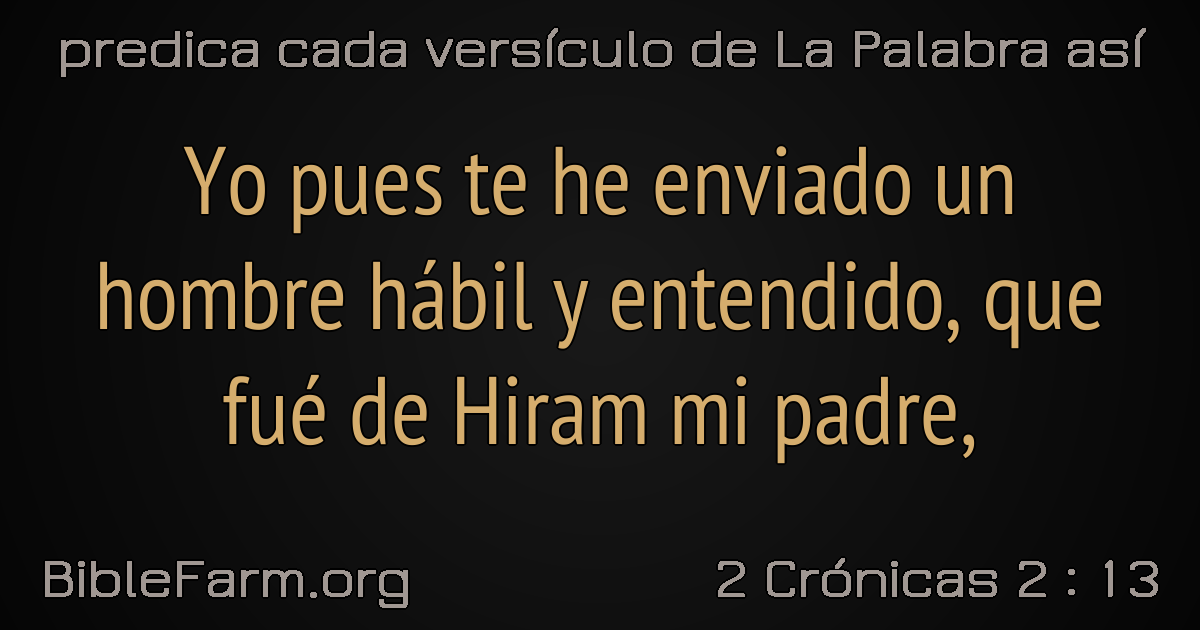 predica cada versículo de La Palabra así
Yo pues te he enviado un
hombre hábil y entendido, que
fué de Hiram mi padre,
BibleFarm.org
2 Crónicas 2 : 13